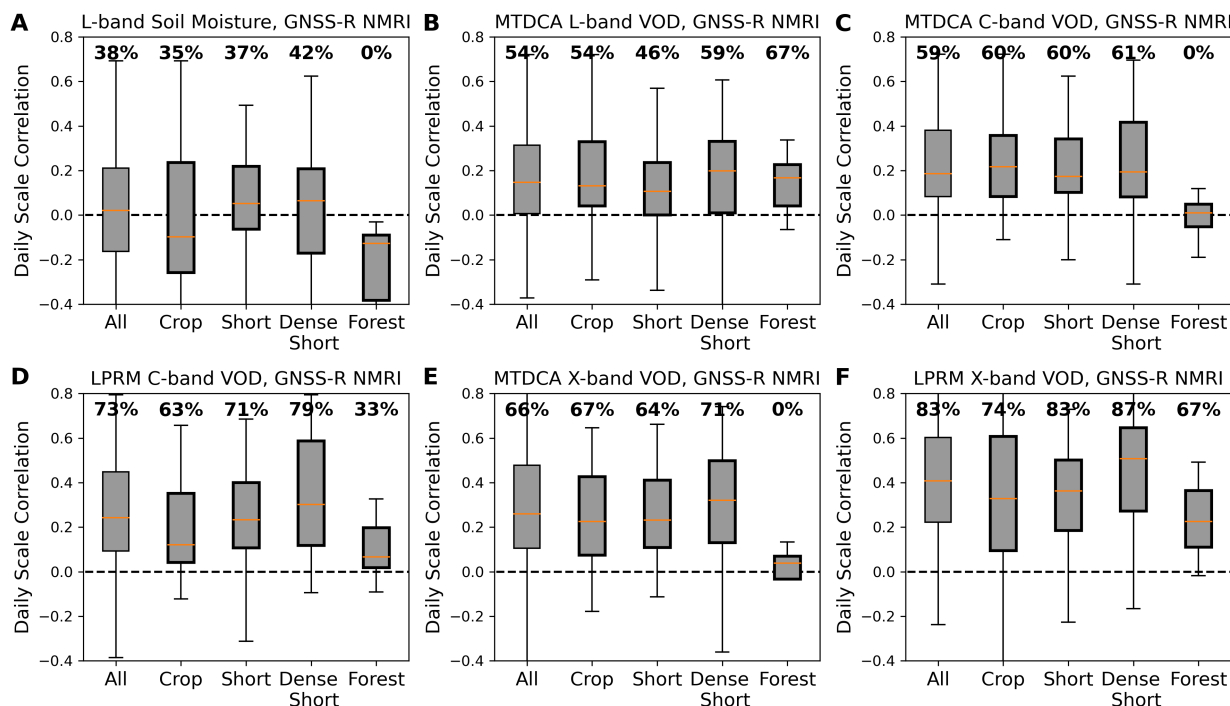 A L-band Soil Moisture, GNSS-R NMRI
Daily Scale Correlation
0.8
0.6
0.4
0.2
0.0
−0.2
−0.4
38% 35% 37% 42% 0%
All Crop Short Dense Forest
Short
B MTDCA L-band VOD, GNSS-R NMRI
Daily Scale Correlation
0.8
0.6
0.4
0.2
0.0
−0.2
−0.4
54% 54% 46% 59% 67%
All Crop Short Dense Forest
Short
C MTDCA C-band VOD, GNSS-R NMRI
Daily Scale Correlation
0.8
0.6
0.4
0.2
0.0
−0.2
−0.4
59% 60% 60% 61% 0%
All Crop Short Dense Forest
Short
D LPRM C-band VOD, GNSS-R NMRI
Daily Scale Correlation
0.8
0.6
0.4
0.2
0.0
−0.2
−0.4
73% 63% 71% 79% 33%
All Crop Short Dense Forest
Short
E MTDCA X-band VOD, GNSS-R NMRI
Daily Scale Correlation
0.8
0.6
0.4
0.2
0.0
−0.2
−0.4
66% 67% 64% 71% 0%
All Crop Short Dense Forest
Short
F LPRM X-band VOD, GNSS-R NMRI
Daily Scale Correlation
0.8
0.6
0.4
0.2
0.0
−0.2
−0.4
83% 74% 83% 87% 67%
All Crop Short Dense Forest
Short